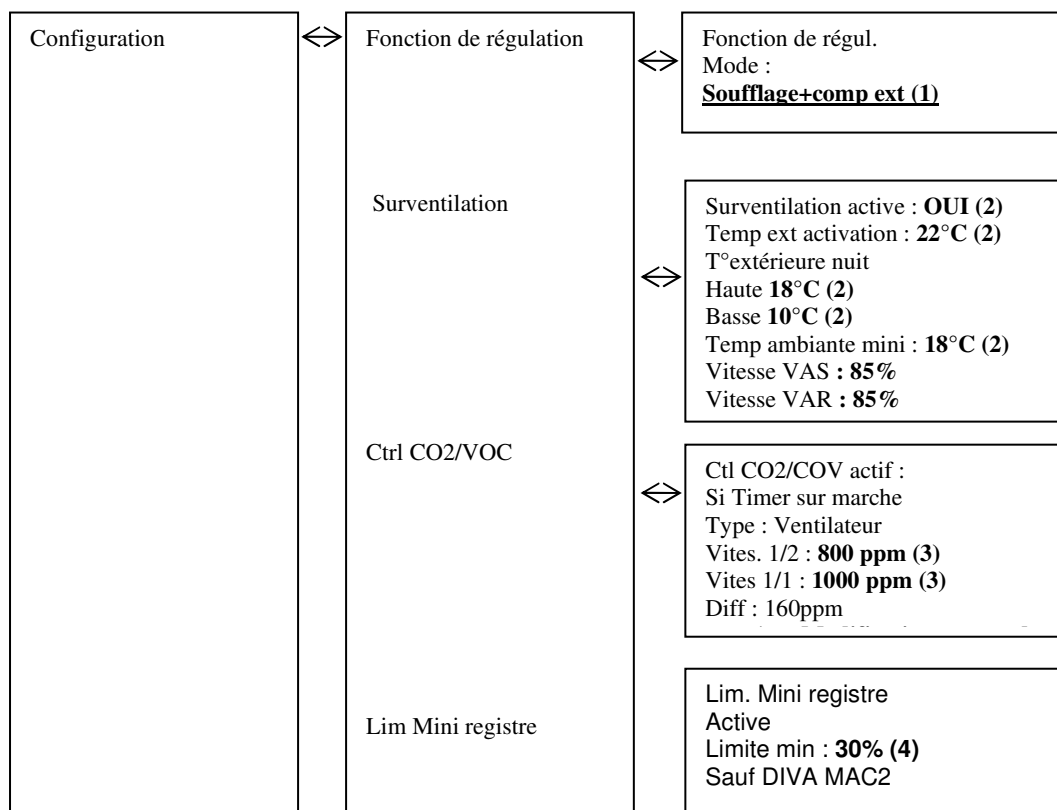 Configuration
Fonction de régulation
Fonction de régul.
Mode :
Soufflage+comp ext (1)
Surventilation
Surventilation active : OUI (2)
Temp ext activation : 22°C (2)
T°extérieure nuit
Haute 18°C (2)
Basse 10°C (2)
Temp ambiante mini : 18°C (2)
Vitesse VAS : 85%
Vitesse VAR : 85%
Ctrl CO2/VOC
Ctl CO2/COV actif :
Si Timer sur marche
Type : Ventilateur
Vites. 1/2 : 800 ppm (3)
Vites 1/1 : 1000 ppm (3)
Diff : 160ppm
Lim Mini registre
Lim. Mini registre
Active
Limite min : 30% (4)
Sauf DIVA MAC2